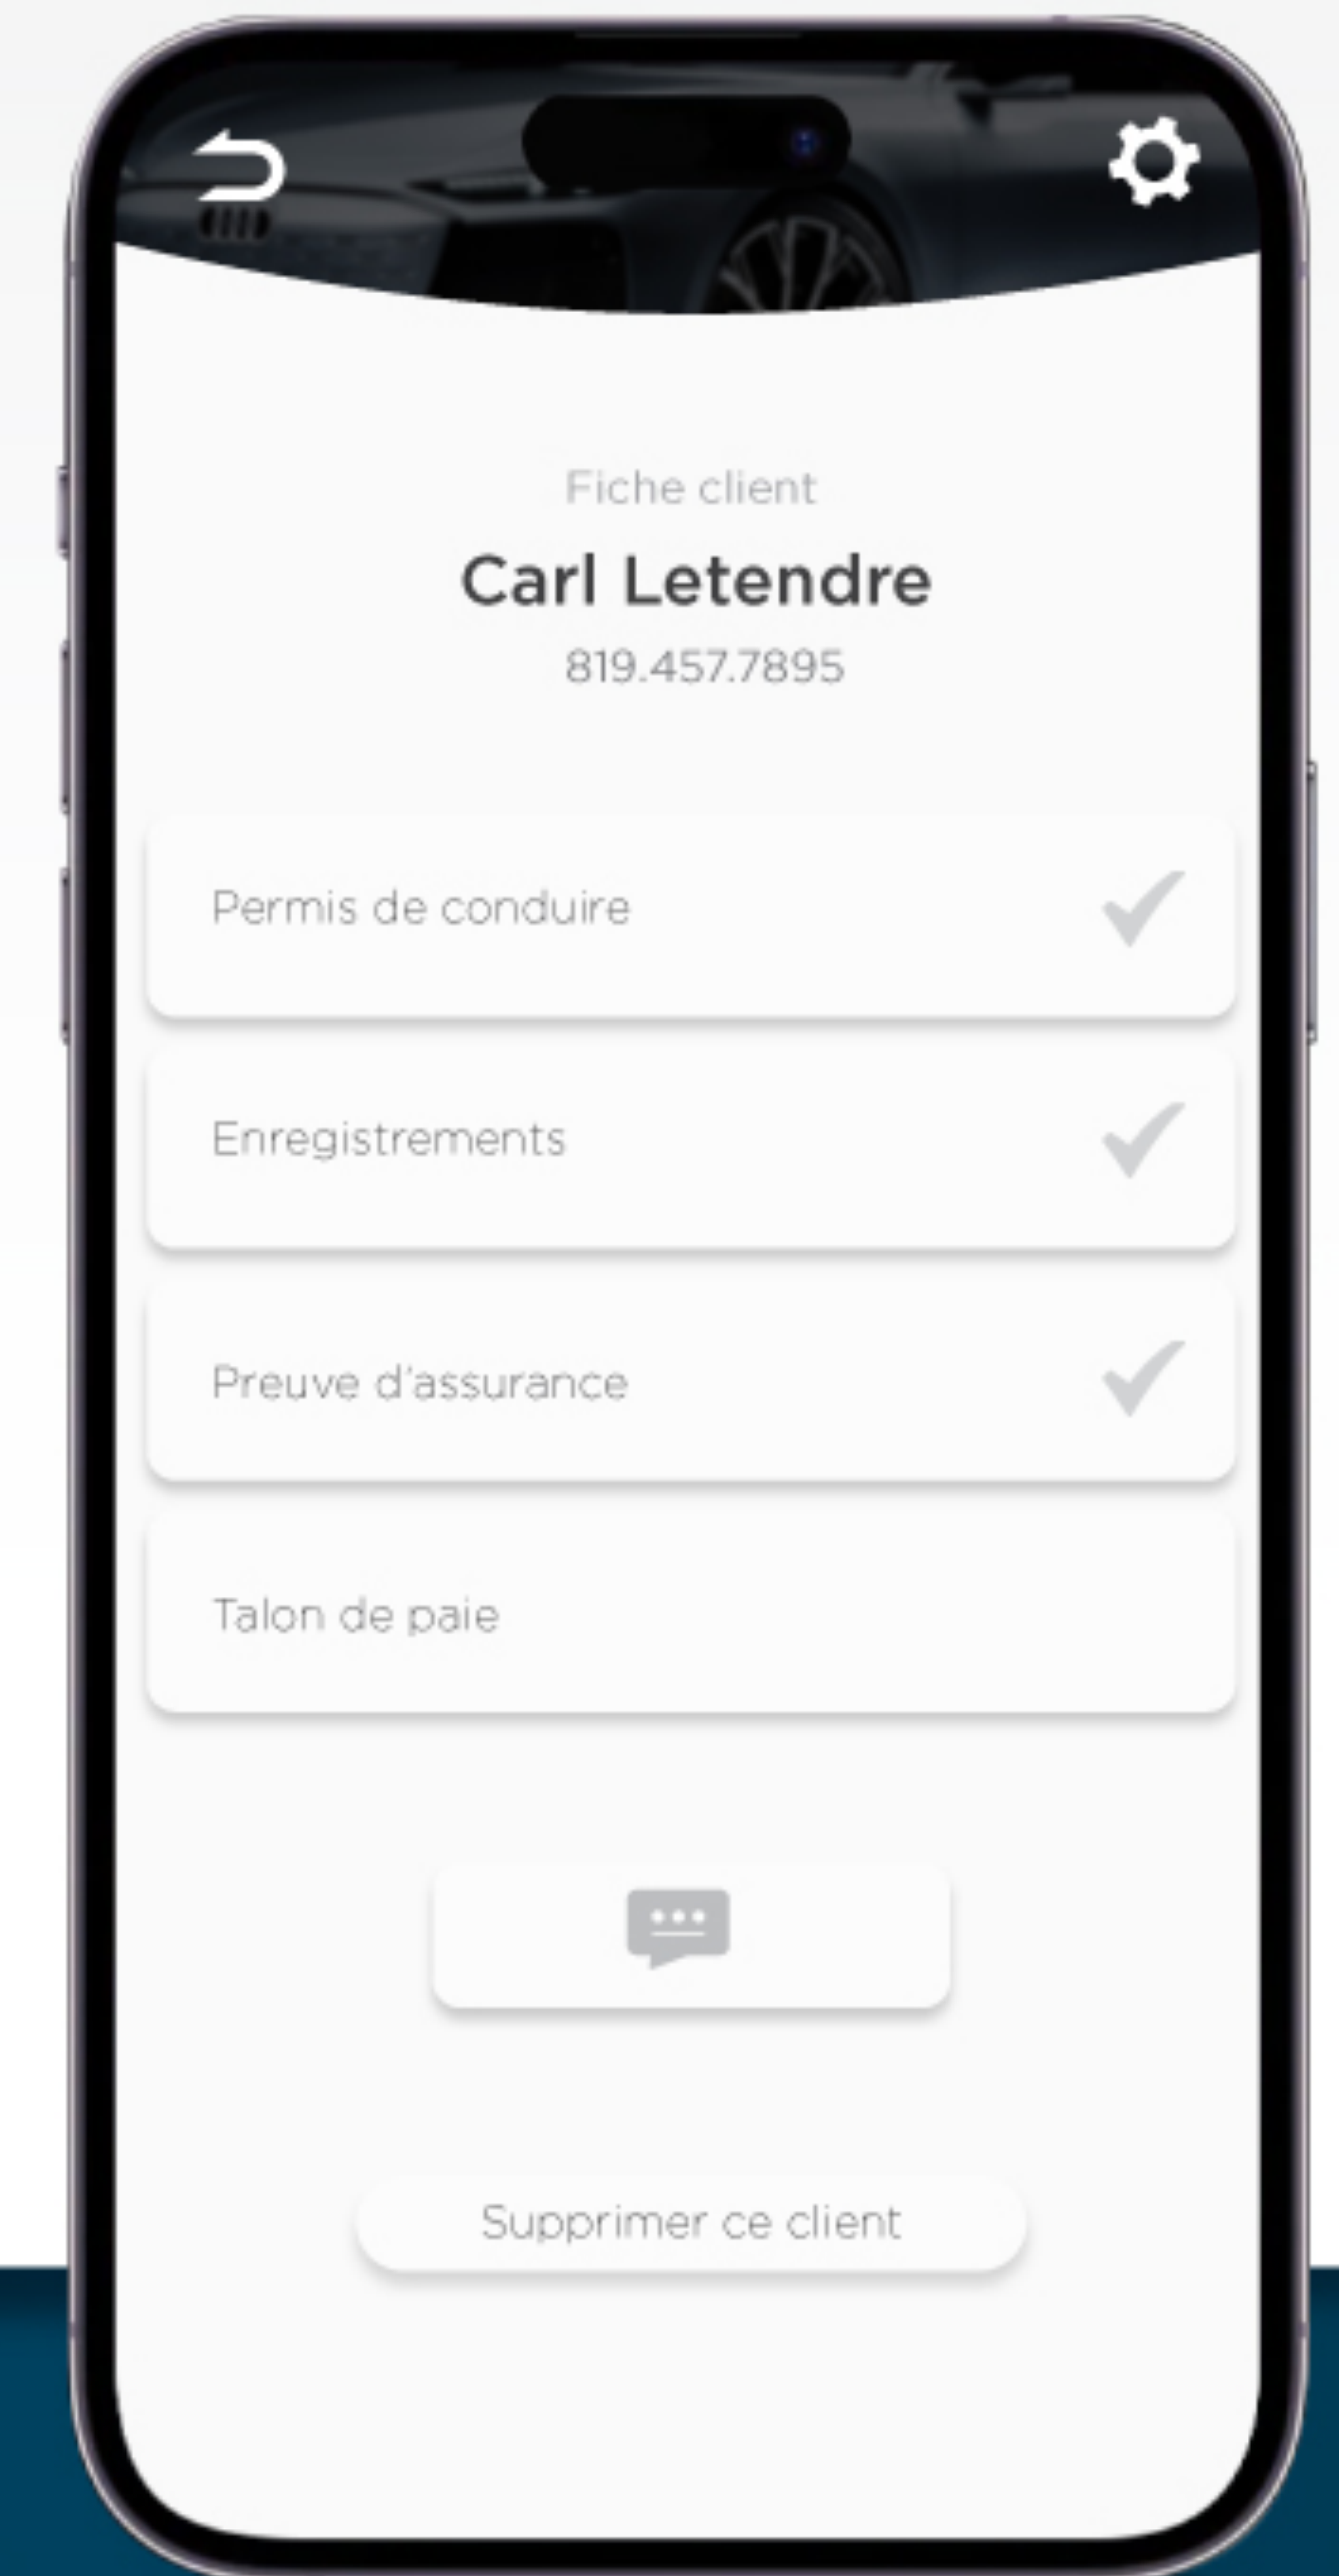 Fiche client
Carl Letendre
819.457.7895
Permis de conduire
Enregistrements
Preuve d'assurance
Talon de paie
Supprimer ce client